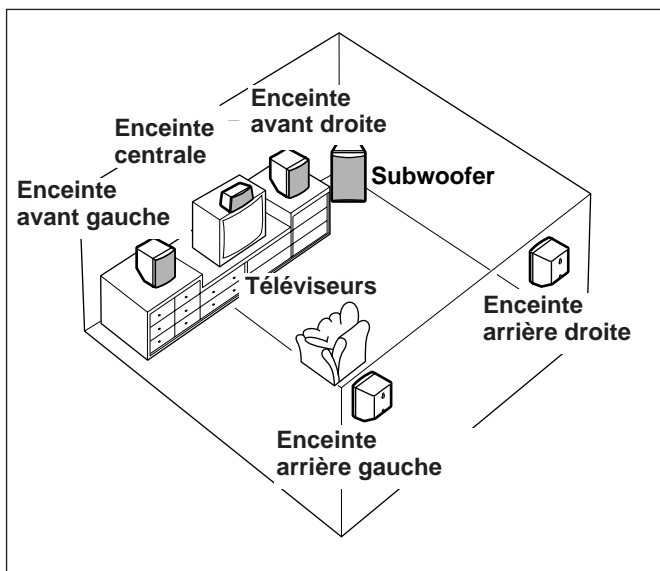 Enceinte
avant droite
Enceinte
centrale
Enceinte
avant gauche
Subwoofer
Téléviseurs
Enceinte
arrière droite
Enceinte
arrière gauche